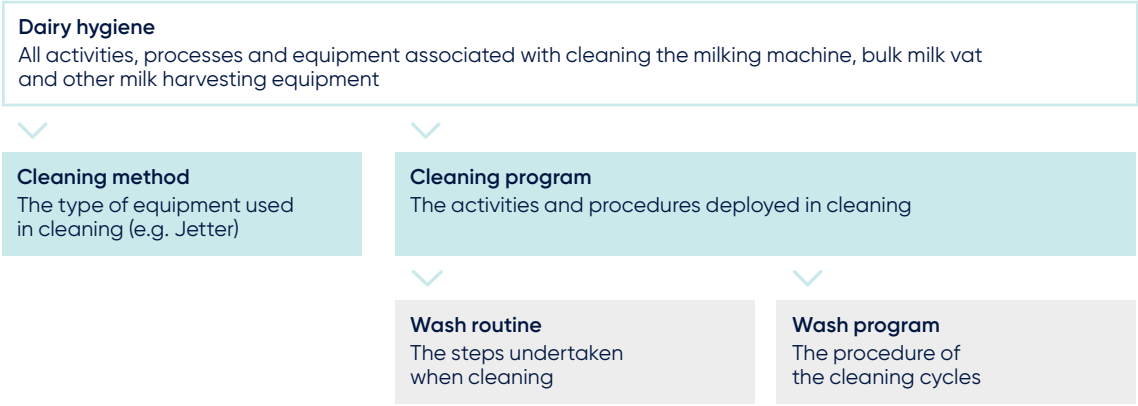 Dairy hygiene
All activities, processes and equipment associated with cleaning the milking machine, bulk milk vat
and other milk harvesting equipment
Cleaning method
The type of equipment used
in cleaning (e.g. Jetter)
Cleaning program
The activities and procedures deployed in cleaning
Wash routine
The steps undertaken
when cleaning
Wash program
The procedure of
the cleaning cycles